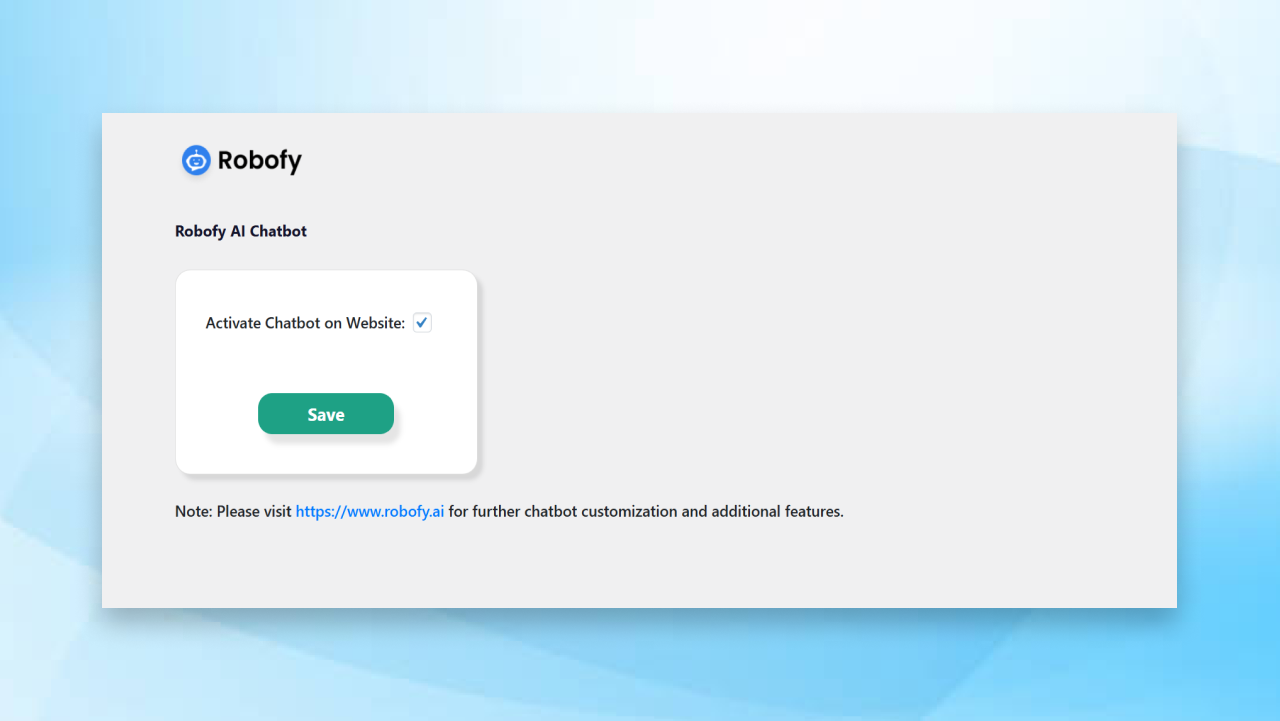 Robofy
Robofy AI Chatbot
Activate Chatbot on Website:
Save
Note: Please visit https://www.robofy.ai for further chatbot customization and additional features.